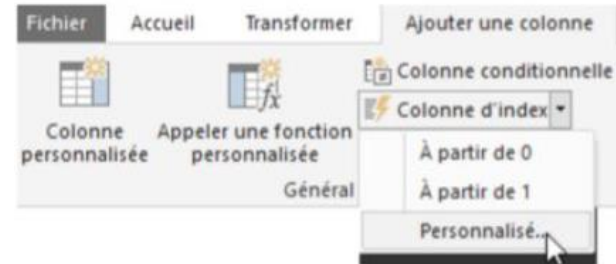 Fichier Accueil Transformer Ajouter une colonne
Colonne personnalisée
Appeler une fonction personnalisée
Colonne conditionnelle
Colonne d'index
Général
À partir de 0
À partir de 1
Personnalisé...